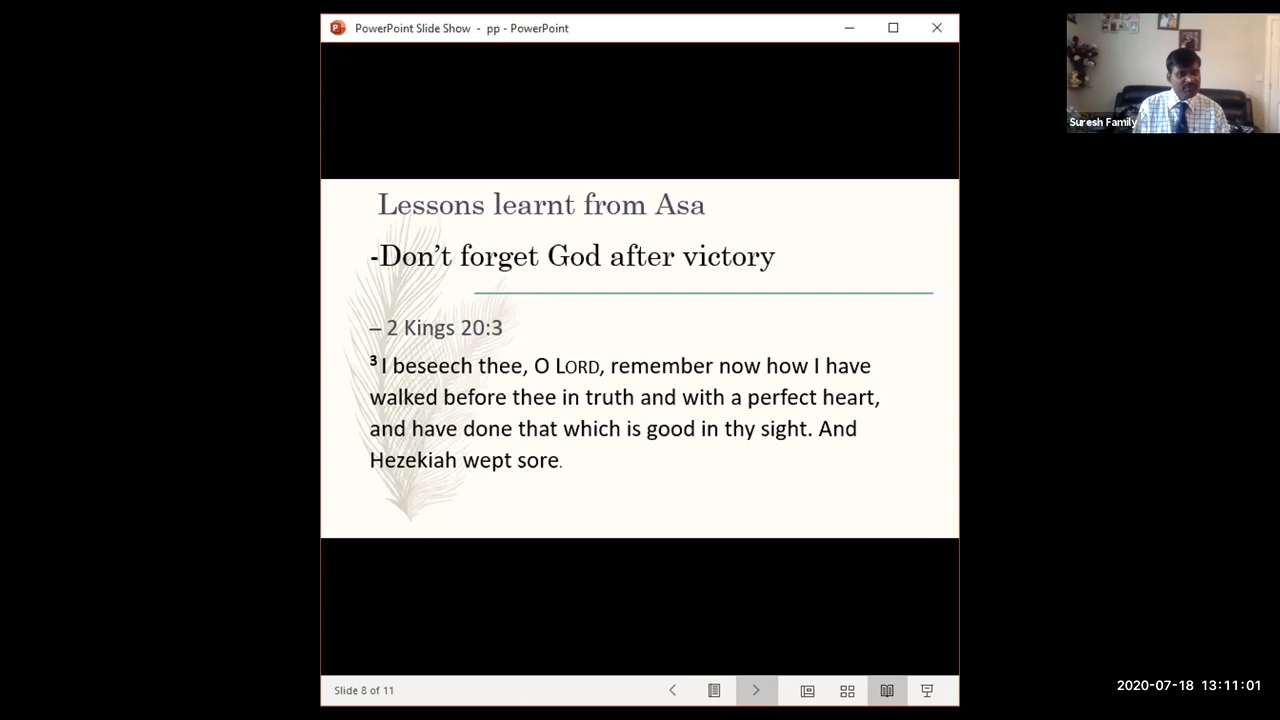 PowerPoint Slide Show - pp - PowerPoint
Suresh Family
Lessons learnt from Asa
-Don't forget God after victory
– 2 Kings 20:3
3 I beseech thee, O LORD, remember now how I have
walked before thee in truth and with a perfect heart,
and have done that which is good in thy sight. And
Hezekiah wept sore.
Slide 8 of 11
2020-07-18 13:11:01